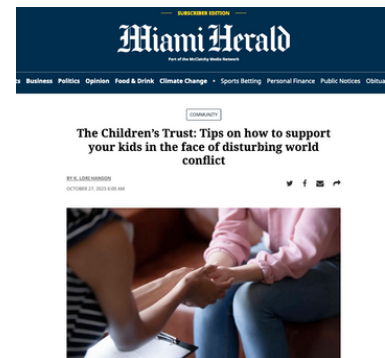 SUBSCRIBER EDITION
Miami Herald
Part of the McClatchy Media Network
ts Business Politics Opinion Food & Drink Climate Change Sports Betting Personal Finance Public Notices Obitua
COMMUNITY
The Children's Trust: Tips on how to support
your kids in the face of disturbing world
conflict
BY K. LORI HANSON
OCTOBER 27, 2023 6:00 AM